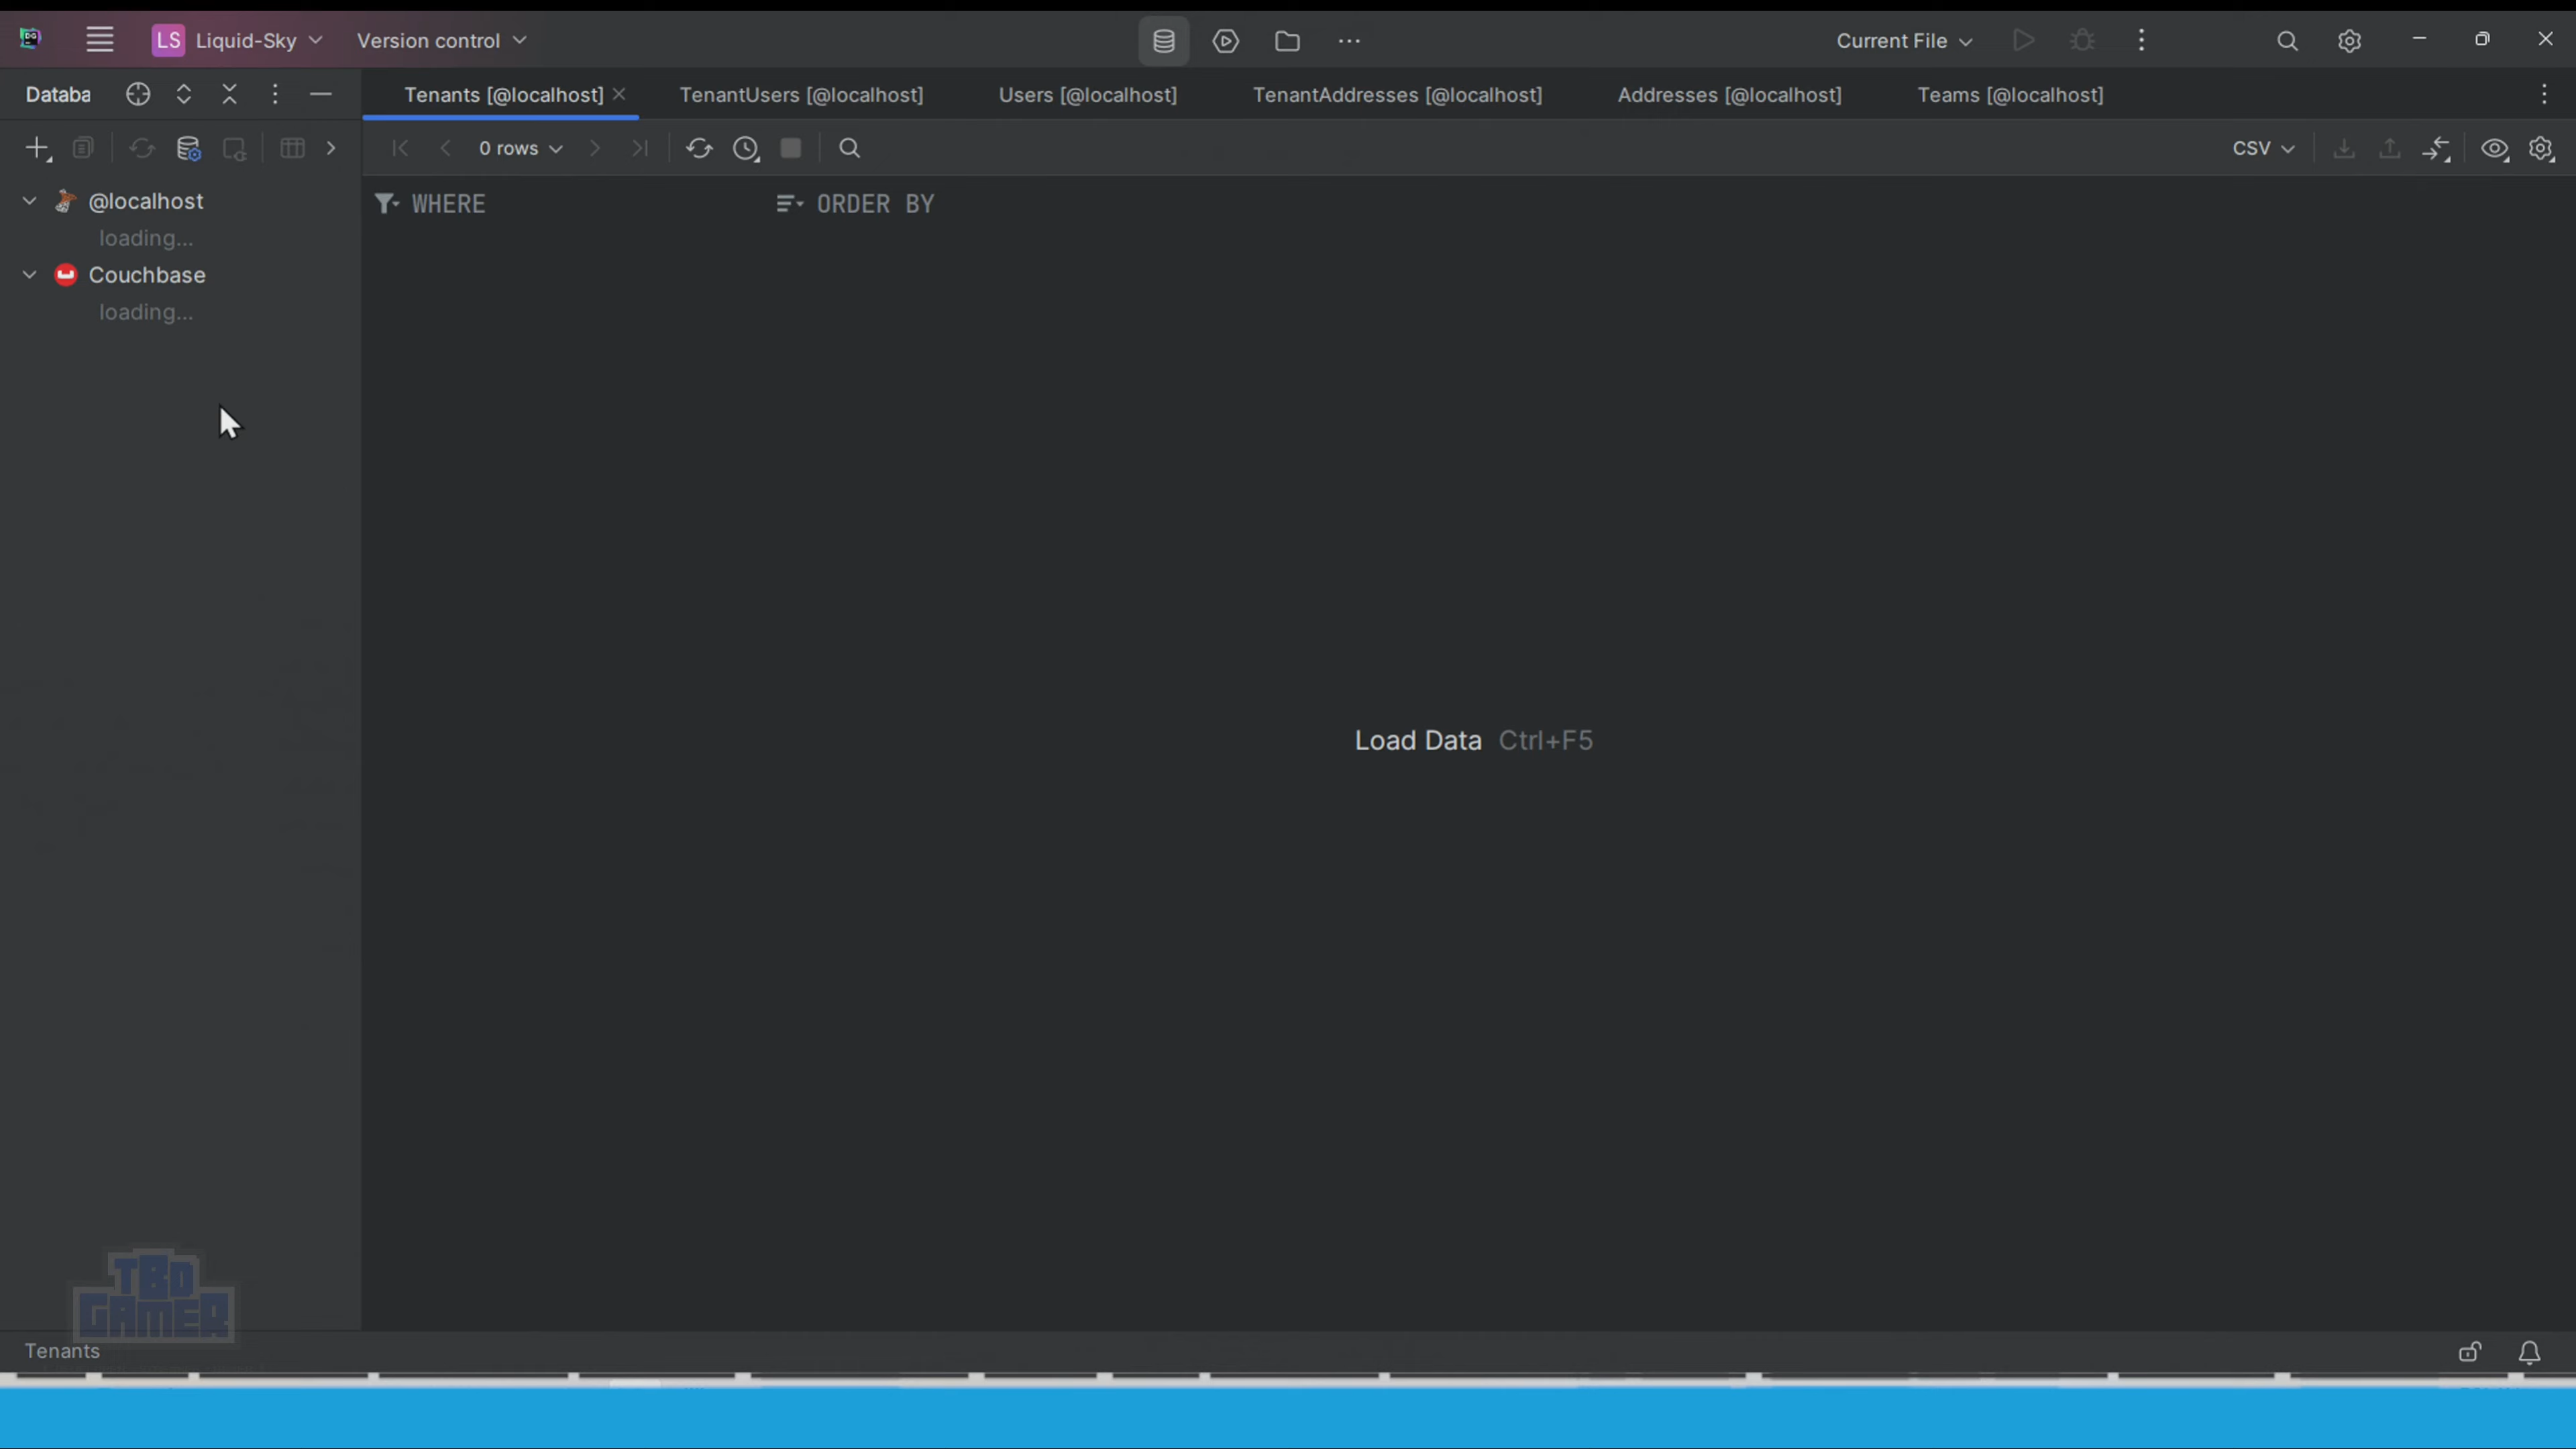 DG
LS Liquid-Sky
Version control
Current File
Databa
Tenants [@localhost]
TenantUsers [@localhost]
Users [@localhost]
TenantAddresses [@localhost]
Addresses [@localhost]
Teams [@localhost]
0 rows
CSV
@localhost
loading...
Couchbase
loading...
WHERE
ORDER BY
Load Data Ctrl+F5
TBD
GAMER
Tenants